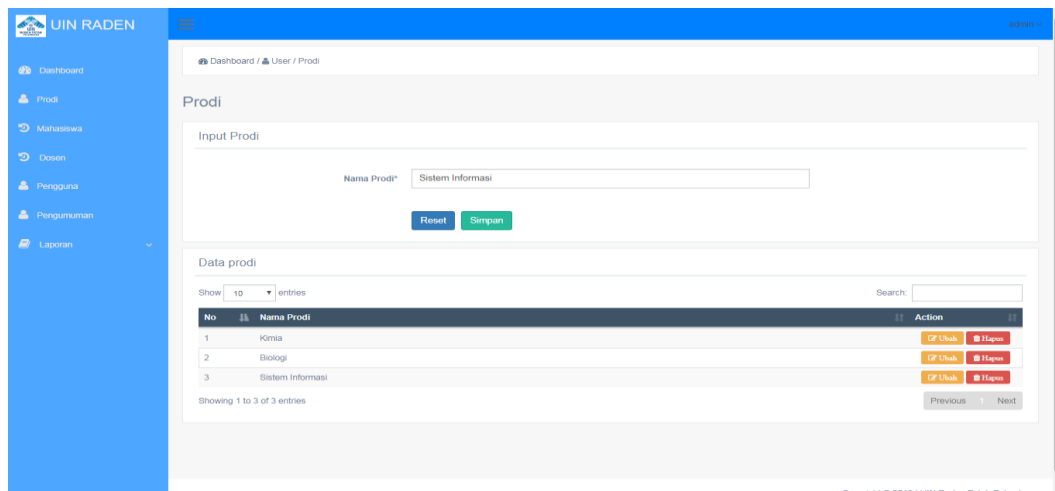 UIN RADEN
admin
Dashboard
Prodi
Mahasiswa
Dosen
Pengguna
Pengumuman
Laporan
Dashboard / User / Prodi
Prodi
Input Prodi
Nama Prodi* Sistem Informasi
Reset Simpan
Data prodi
Show 10 entries Search:
No Nama Prodi Action
1 Kimia Ubah Hapus
2 Biologi Ubah Hapus
3 Sistem Informasi Ubah Hapus
Showing 1 to 3 of 3 entries Previous 1 Next